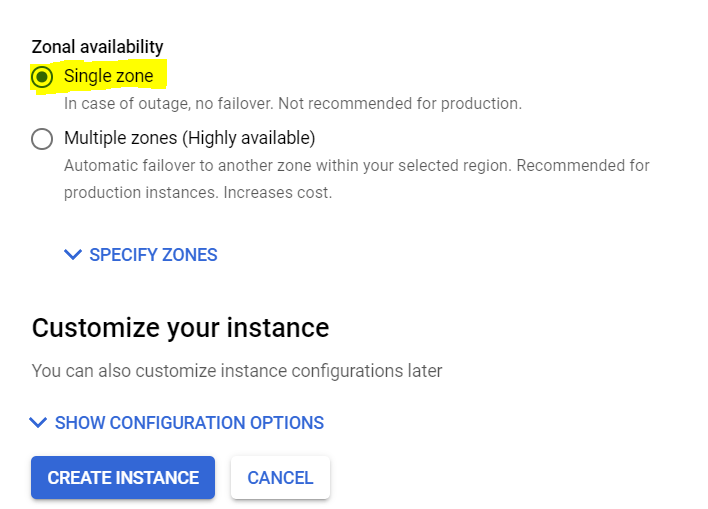 Zonal availability
Single zone
In case of outage, no failover. Not recommended for production.
Multiple zones (Highly available)
Automatic failover to another zone within your selected region. Recommended for
production instances. Increases cost.
SPECIFY ZONES
Customize your instance
You can also customize instance configurations later
SHOW CONFIGURATION OPTIONS
CREATE INSTANCE CANCEL